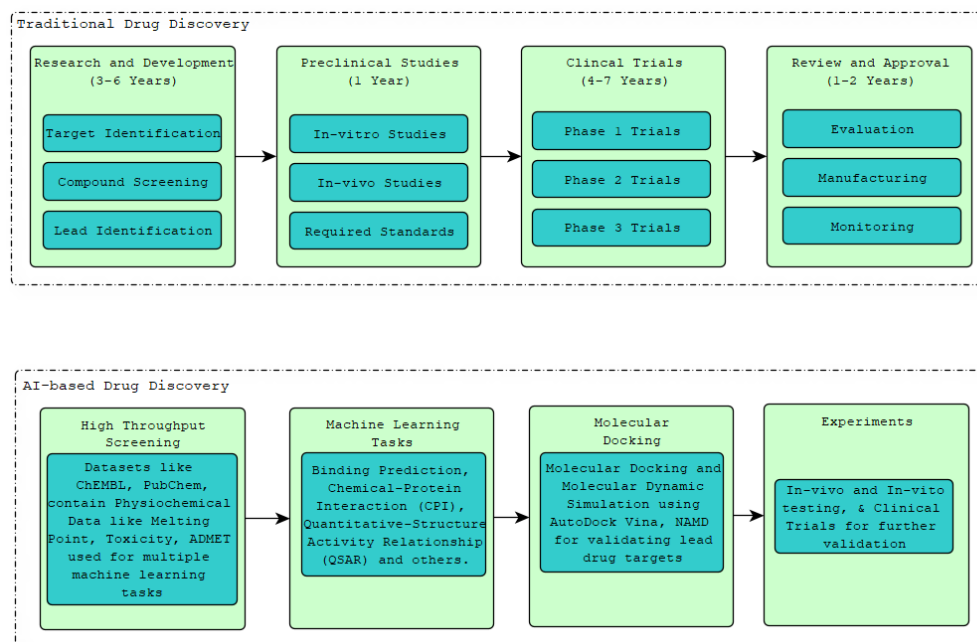 Traditional Drug Discovery
Research and Development
(3-6 Years)
Target Identification
Compound Screening
Lead Identification
Preclinical Studies
(1 Year)
In-vitro Studies
In-vivo Studies
Required Standards
Clincal Trials
(4-7 Years)
Phase 1 Trials
Phase 2 Trials
Phase 3 Trials
Review and Approval
(1-2 Years)
Evaluation
Manufacturing
Monitoring
AI-based Drug Discovery
High Throughput
Screening
Datasets like
ChEMBL, PubChem,
contain Physiochemical
Data like Melting
Point, Toxicity, ADMET
used for multiple
machine learning
tasks
Machine Learning
Tasks
Binding Prediction,
Chemical-Protein
Interaction (CPI),
Quantitative-Structure
Activity Relationship
(QSAR) and others.
Molecular
Docking
Molecular Docking and
Molecular Dynamic
Simulation using
AutoDock Vina, NAMD
for validating lead
drug targets
Experiments
In-vivo and In-vito
testing, & Clinical
Trials for further
validation